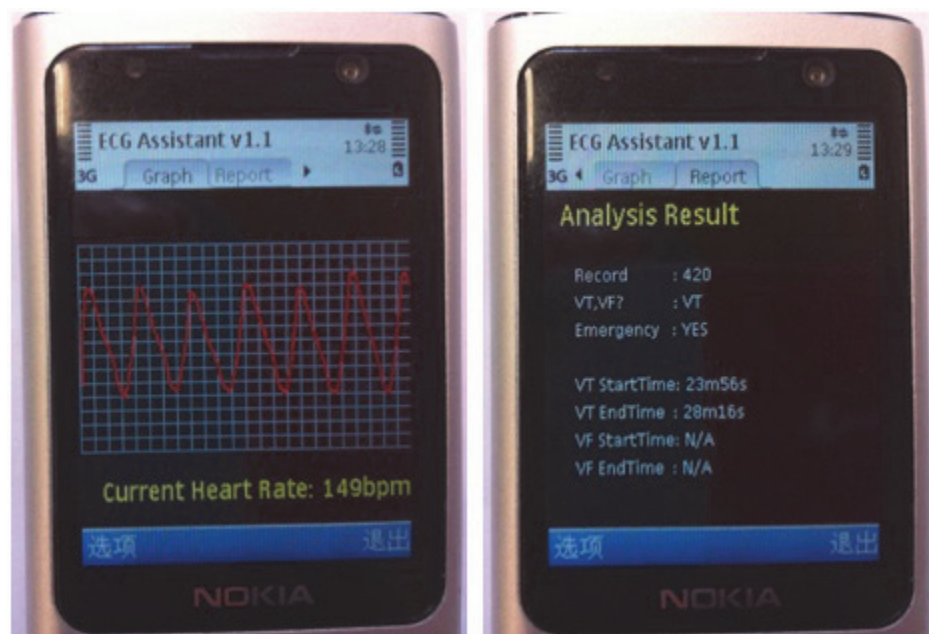 ECG Assistant v1.1
13:28
3G Graph Report
Current Heart Rate: 149bpm
选项 退出
NOKIA
ECG Assistant v1.1
13:29
3G Graph Report
Analysis Result
Record : 420
VT,VF? : VT
Emergency : YES
VT StartTime: 23m56s
VT EndTime : 28m16s
VF StartTime: N/A
VF EndTime : N/A
选项 退出
NOKIA